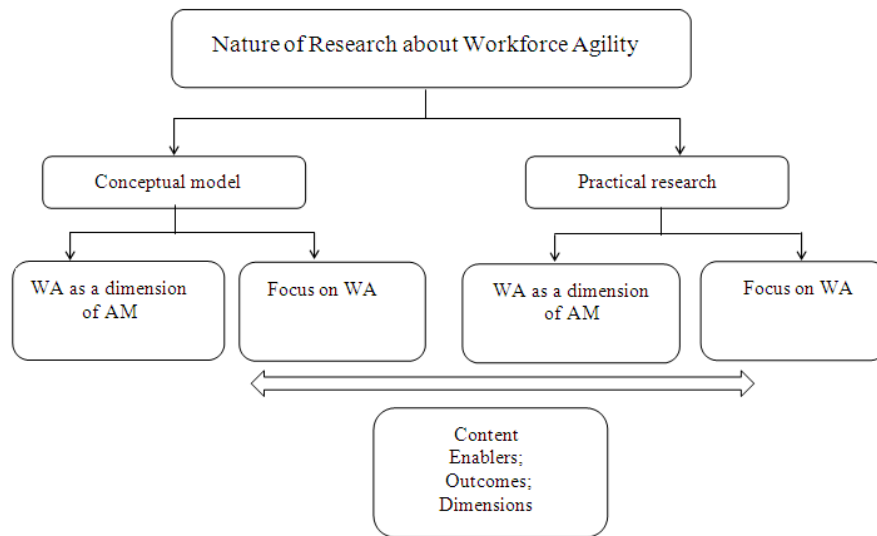 Nature of Research about Workforce Agility
Conceptual model
Practical research
WA as a dimension
of AM
Focus on WA
WA as a dimension
of AM
Focus on WA
Content
Enablers;
Outcomes;
Dimensions